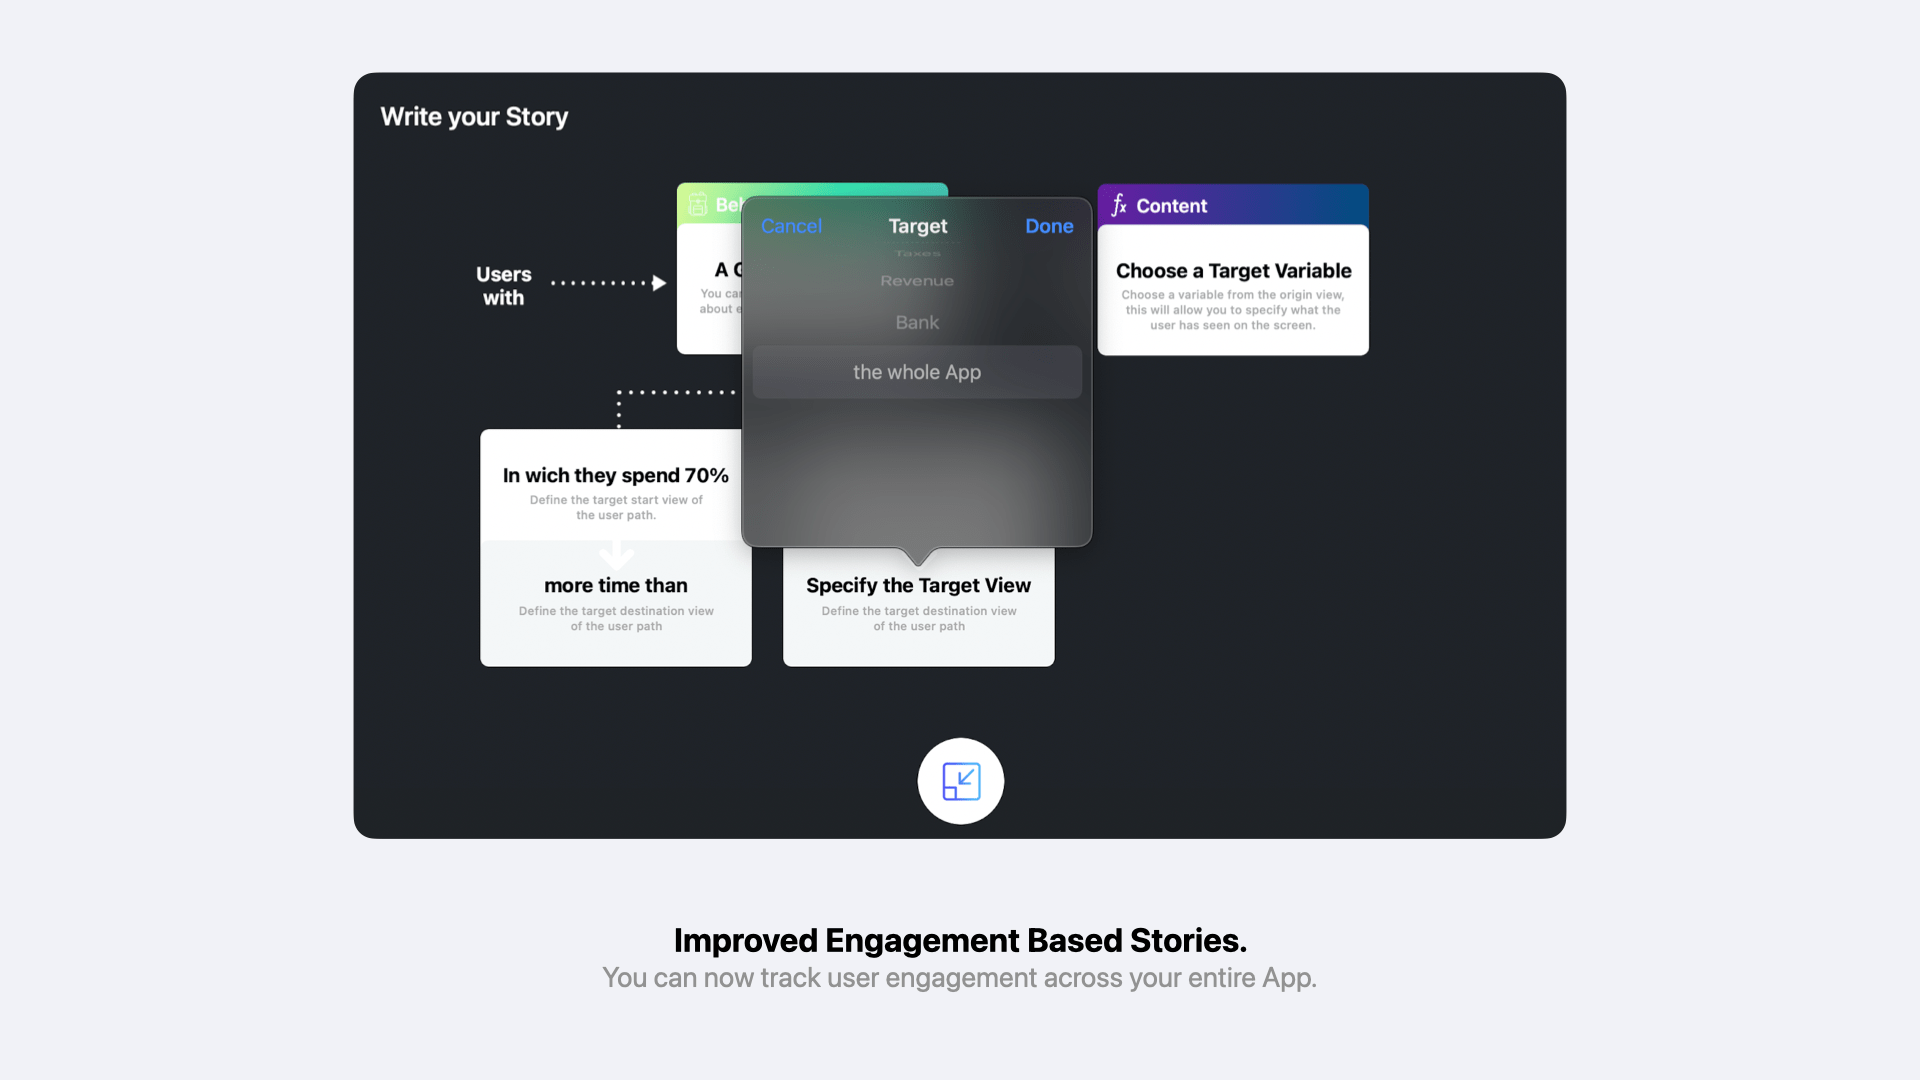 Write your Story
Cancel
Target
Done
Taxes
Revenue
Bank
the whole App
fx Content
Users
with
A
You can
about
Choose a Target Variable
Choose a variable from the origin view,
this will allow you to specify what the
user has seen on the screen.
In wich they spend 70%
Define the target start view of
the user path.
more time than
Define the target destination view
of the user path
Specify the Target View
Define the target destination view
of the user path
Improved Engagement Based Stories.
You can now track user engagement across your entire App.